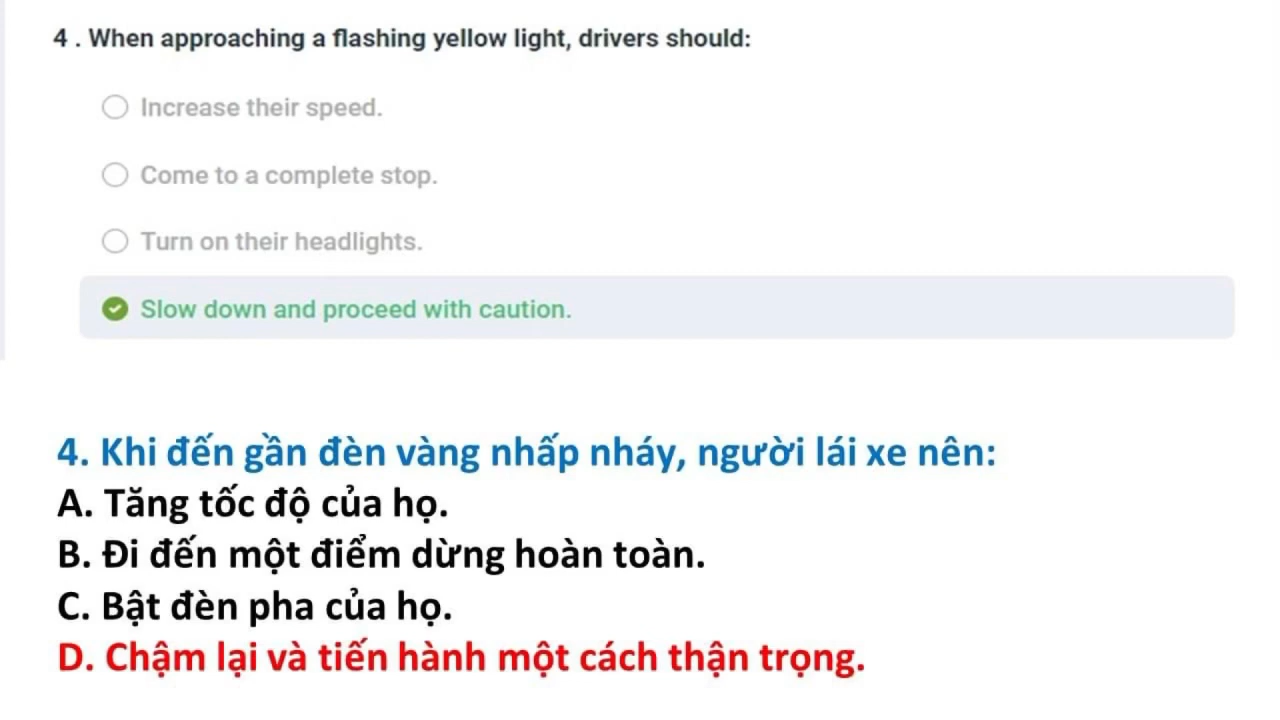 4 . When approaching a flashing yellow light, drivers should:
Increase their speed.
Come to a complete stop.
Turn on their headlights.
Slow down and proceed with caution.
4. Khi đến gần đèn vàng nhấp nháy, người lái xe nên:
A. Tăng tốc độ của họ.
B. Đi đến một điểm dừng hoàn toàn.
C. Bật đèn pha của họ.
D. Chậm lại và tiến hành một cách thận trọng.